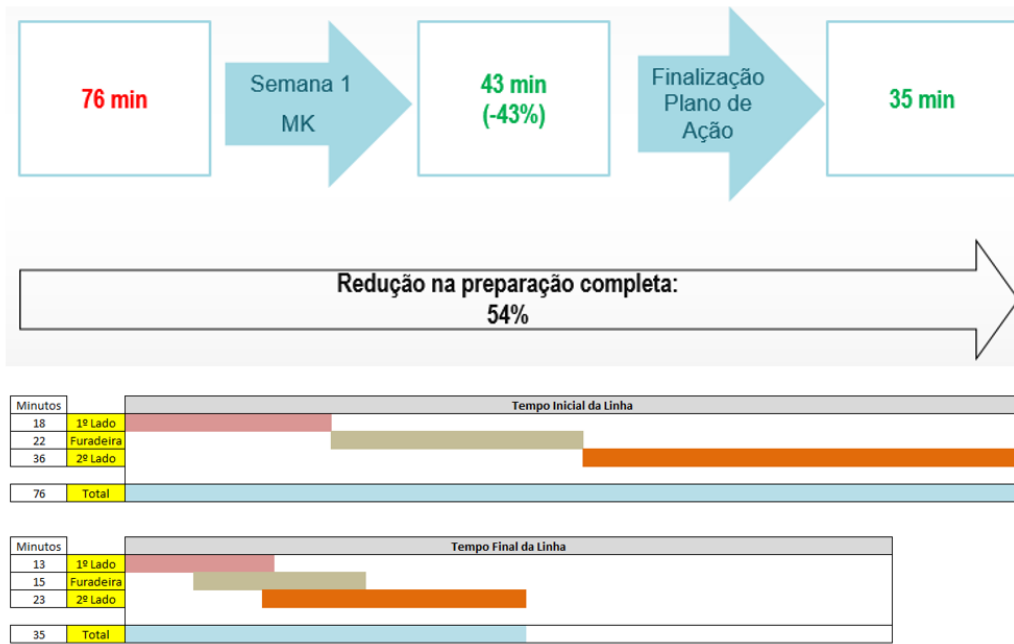 76 min
Semana 1
MK
43 min
(-43%)
Finalização
Plano de
Ação
35 min
Redução na preparação completa:
54%
Minutos Tempo Inicial da Linha
18 1º Lado
22 Furadeira
36 2º Lado
76 Total
Minutos Tempo Final da Linha
13 1º Lado
15 Furadeira
23 2º Lado
35 Total